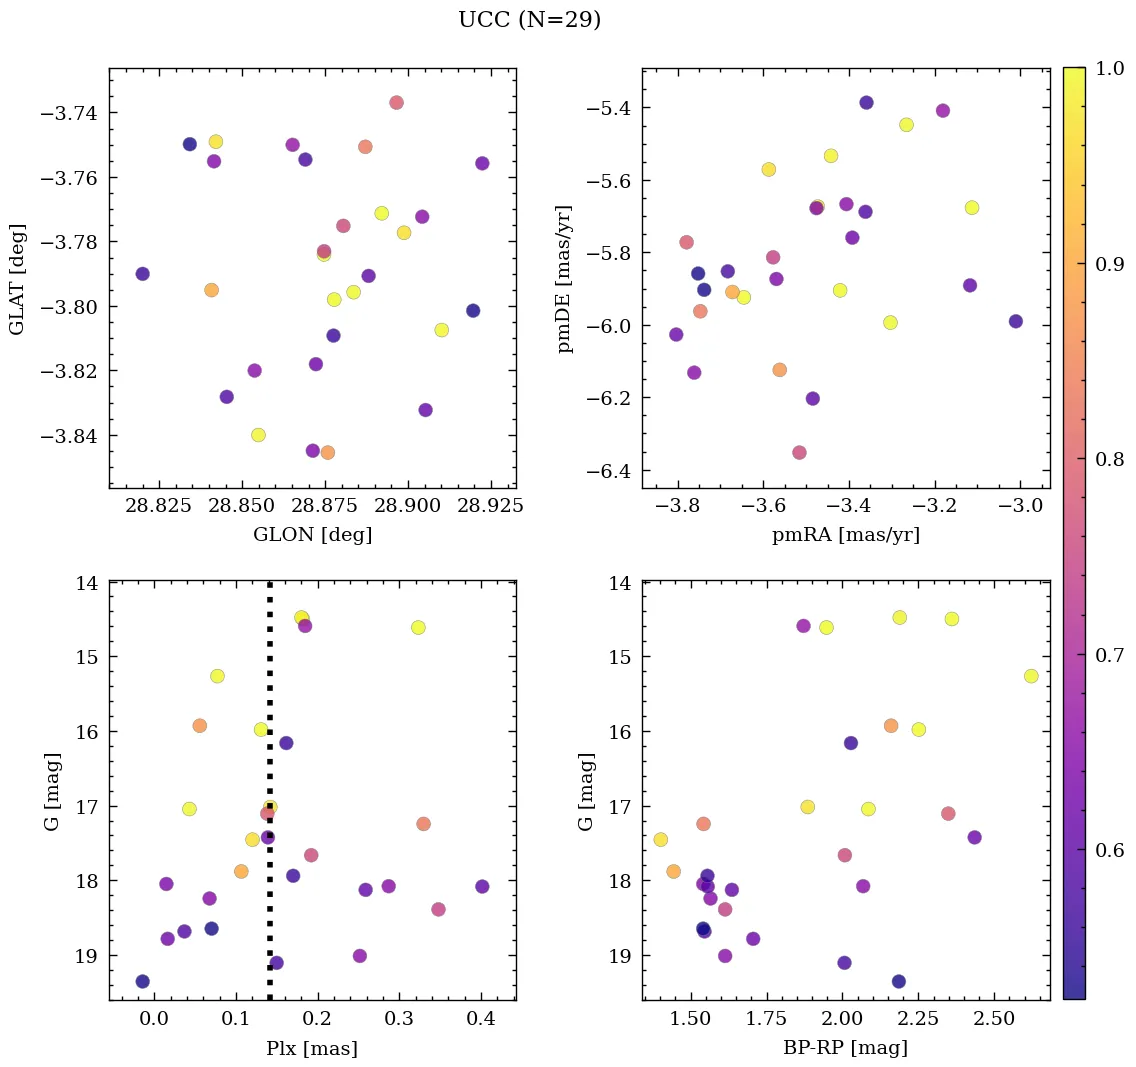 UCC (N=29)
−3.74
−3.76
−3.78
−3.80
−3.82
−3.84
GLAT [deg]
28.825 28.850 28.875 28.900 28.925
GLON [deg]
−5.4
−5.6
−5.8
−6.0
−6.2
−6.4
pmDE [mas/yr]
−3.8 −3.6 −3.4 −3.2 −3.0
pmRA [mas/yr]
14
15
16
17
18
19
G [mag]
0.0 0.1 0.2 0.3 0.4
Plx [mas]
14
15
16
17
18
19
G [mag]
1.50 1.75 2.00 2.25 2.50
BP-RP [mag]
1.0
0.9
0.8
0.7
0.6